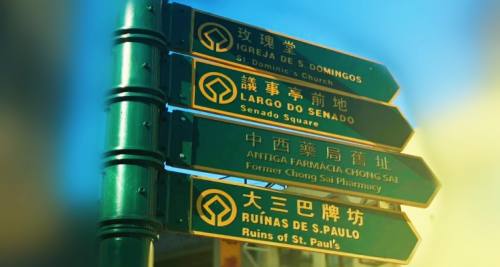 玫瑰堂
IGREJA DE S. DOMINGOS
St. Dominic's Church
議事亭前地
LARGO DO SENADO
Senado Square
中西藥局舊址
ANTIGA FARMÁCIA CHONG SAI
Former Chong Sai Pharmacy
大三巴牌坊
RUÍNAS DE S.PAULO
Ruins of St. Paul's